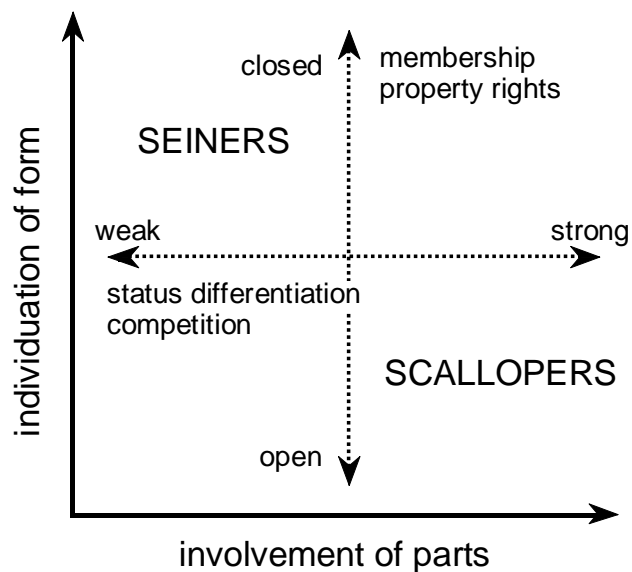 closed
membership
property rights
SEINERS
individuation of form
weak
strong
status differentiation
competition
SCALLOPERS
open
involvement of parts